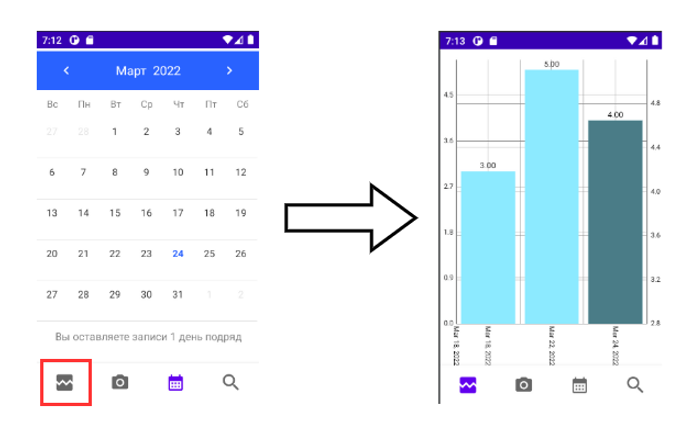 7:12
Март 2022
Вс Пн Вт Ср Чт Пт Сб
27 28 1 2 3 4 5
6 7 8 9 10 11 12
13 14 15 16 17 18 19
20 21 22 23 24 25 26
27 28 29 30 31 1 2
Вы оставляете записи 1 день подряд
7:13
5.00
4.5
4.8
4.00
3.6
4.4
3.00
2.7
4.0
1.8
3.6
0.9
3.2
0.0
2.8
Mar 18, 2022
Mar 18, 2022
Mar 22, 2022
Mar 24, 2022